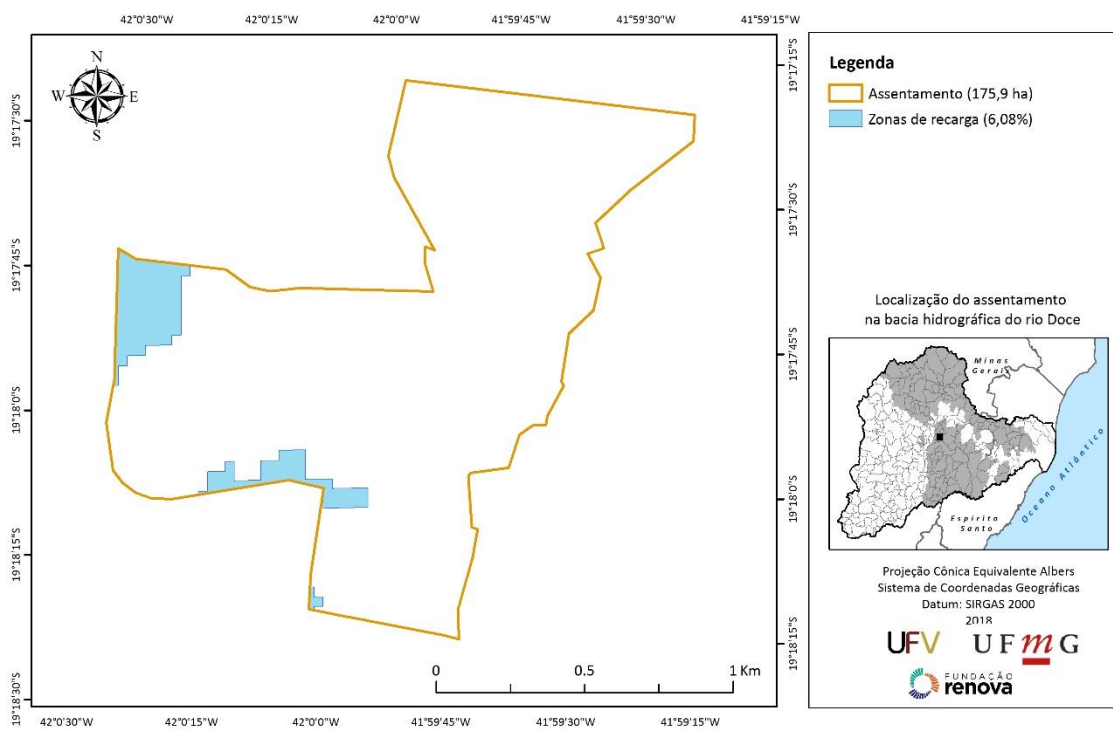 42°0'30"W 42°0'15"W 42°0'0"W 41°59'45"W 41°59'30"W 41°59'15"W
N
W E
S
19°17'30"S
19°17'45"S
19°18'0"S
19°18'15"S
19°18'30"S
19°17'15"S
19°17'30"S
19°17'45"S
19°18'0"S
19°18'15"S
0 0.5 1 Km
42°0'30"W 42°0'15"W 42°0'0"W 41°59'45"W 41°59'30"W 41°59'15"W
Legenda
Assentamento (175,9 ha)
Zonas de recarga (6,08%)
Localização do assentamento
na bacia hidrográfica do rio Doce
Minas
Gerais
Espírito
Santo
Oceano Atlântico
Projeção Cônica Equivalente Albers
Sistema de Coordenadas Geográficas
Datum: SIRGAS 2000
2018
UFV UFmG
FUNDAÇÃO
renova